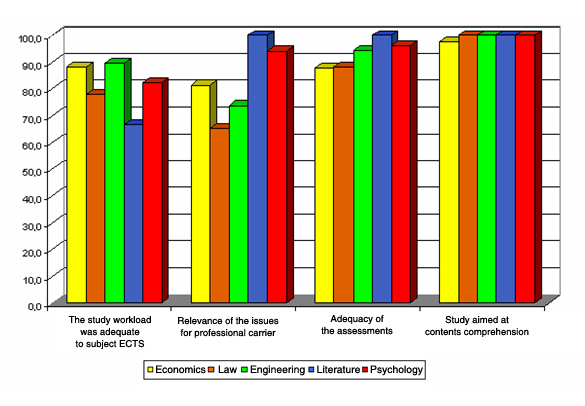 100,0
90,0
80,0
70,0
60,0
50,0
40,0
30,0
20,0
10,0
0,0
The study workload
was adequate
to subject ECTS
Relevance of the issues
for professional carrier
Adequacy of
the assessments
Study aimed at
contents comprehension
Economics Law Engineering Literature Psychology